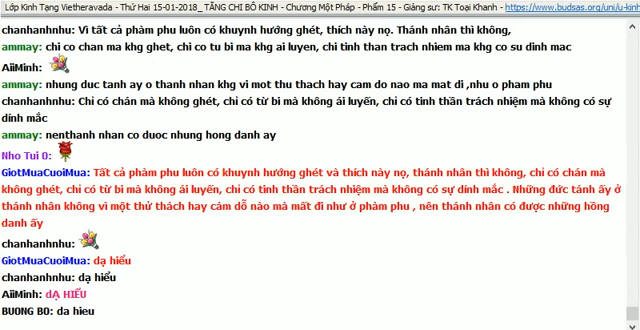 Lớp Kinh Tạng Vietheravada - Thứ Hai 15-01-2018_ TĂNG CHI BỘ KINH - Chương Một Pháp - Phẩm 15 - Giảng sư: TK Toại Khanh - https://www.budsas.org/uni/u-kinh
chanhanhnhu: Vì tất cả phàm phu luôn có khuynh hướng ghét, thích này nọ. Thánh nhân thì không,
ammay: chi co chan ma khg ghet, chi co tu bi ma khg ai luyen, chi tinh than trach nhiem ma khg co su dinh mac
AiiMinh:
ammay: nhung duc tanh ay o thanh nhan khg vi mot thu thach hay cam do nao ma mat di ,nhu o pham phu
chanhanhnhu: Chỉ có chán mà không ghét, chỉ có từ bi mà không ái luyến, chỉ có tinh thần trách nhiệm mà không có sự
dính mắc
ammay: nenthanh nhan co duoc nhung hong danh ay
Nho Tui 0:
GiotMuaCuoiMua: Tất cả phàm phu luôn có khuynh hướng ghét và thích này nọ, thánh nhân thì không, chỉ có chán mà
không ghét, chỉ có từ bi mà không ái luyến, chỉ có tinh thần trách nhiệm mà không có sự dính mắc . Những đức tánh ấy ở
thánh nhân không vì một thử thách hay cám dỗ nào mà mất đi như ở phàm phu , nên thánh nhân có được những hồng
danh ấy
chanhanhnhu:
GiotMuaCuoiMua: dạ hiểu
chanhanhnhu: dạ hiểu
AiiMinh: dẠ HIỂU
BUONG BO: da hieu